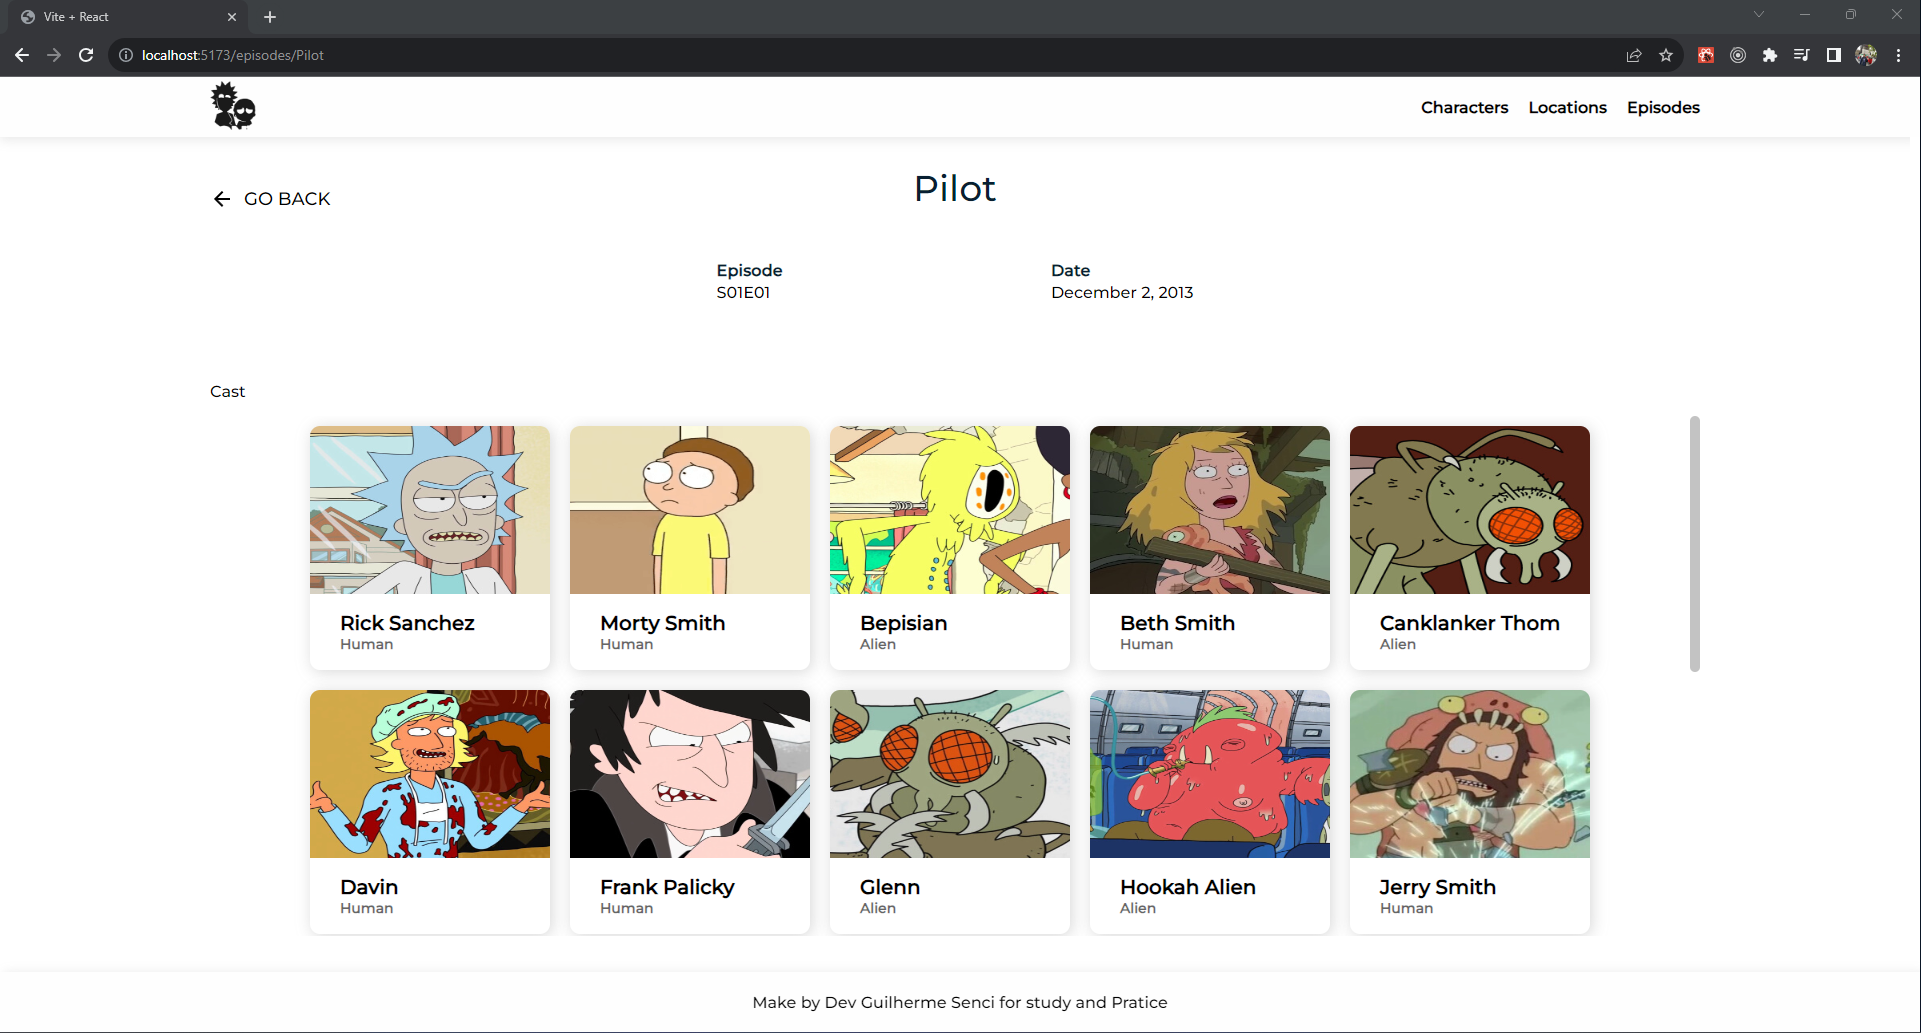 Vite + React
localhost:5173/episodes/Pilot
Characters Locations Episodes
GO BACK
Pilot
Episode
S01E01
Date
December 2, 2013
Cast
Rick Sanchez
Human
Morty Smith
Human
Bepisian
Alien
Beth Smith
Human
Canklanker Thom
Alien
Davin
Human
Frank Palicky
Human
Glenn
Alien
Hookah Alien
Alien
Jerry Smith
Human
Make by Dev Guilherme Senci for study and Pratice